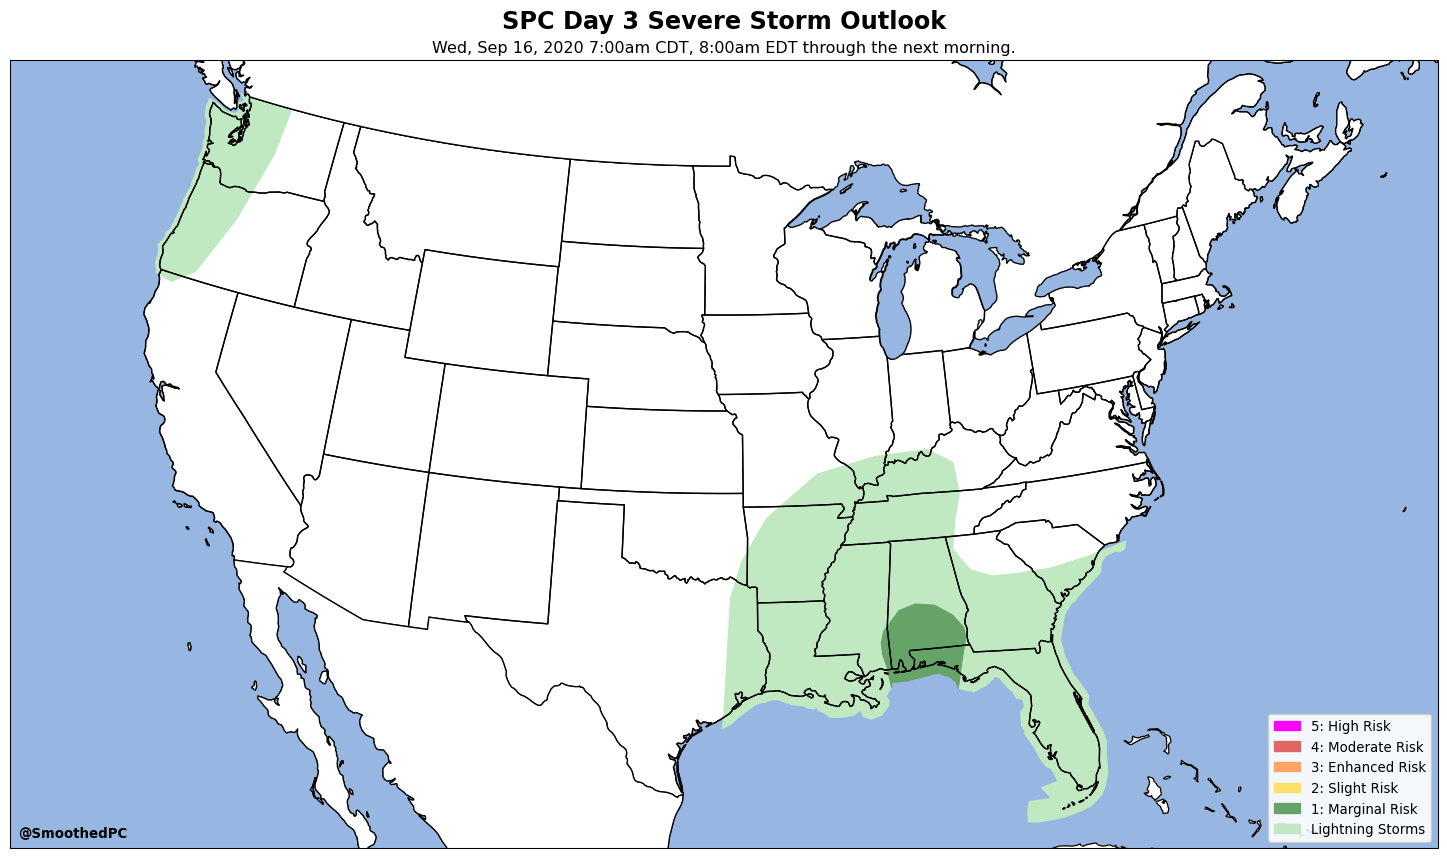 SPC Day 3 Severe Storm Outlook
Wed, Sep 16, 2020 7:00am CDT, 8:00am EDT through the next morning.
5: High Risk
4: Moderate Risk
3: Enhanced Risk
2: Slight Risk
1: Marginal Risk
Lightning Storms
@SmoothedPC